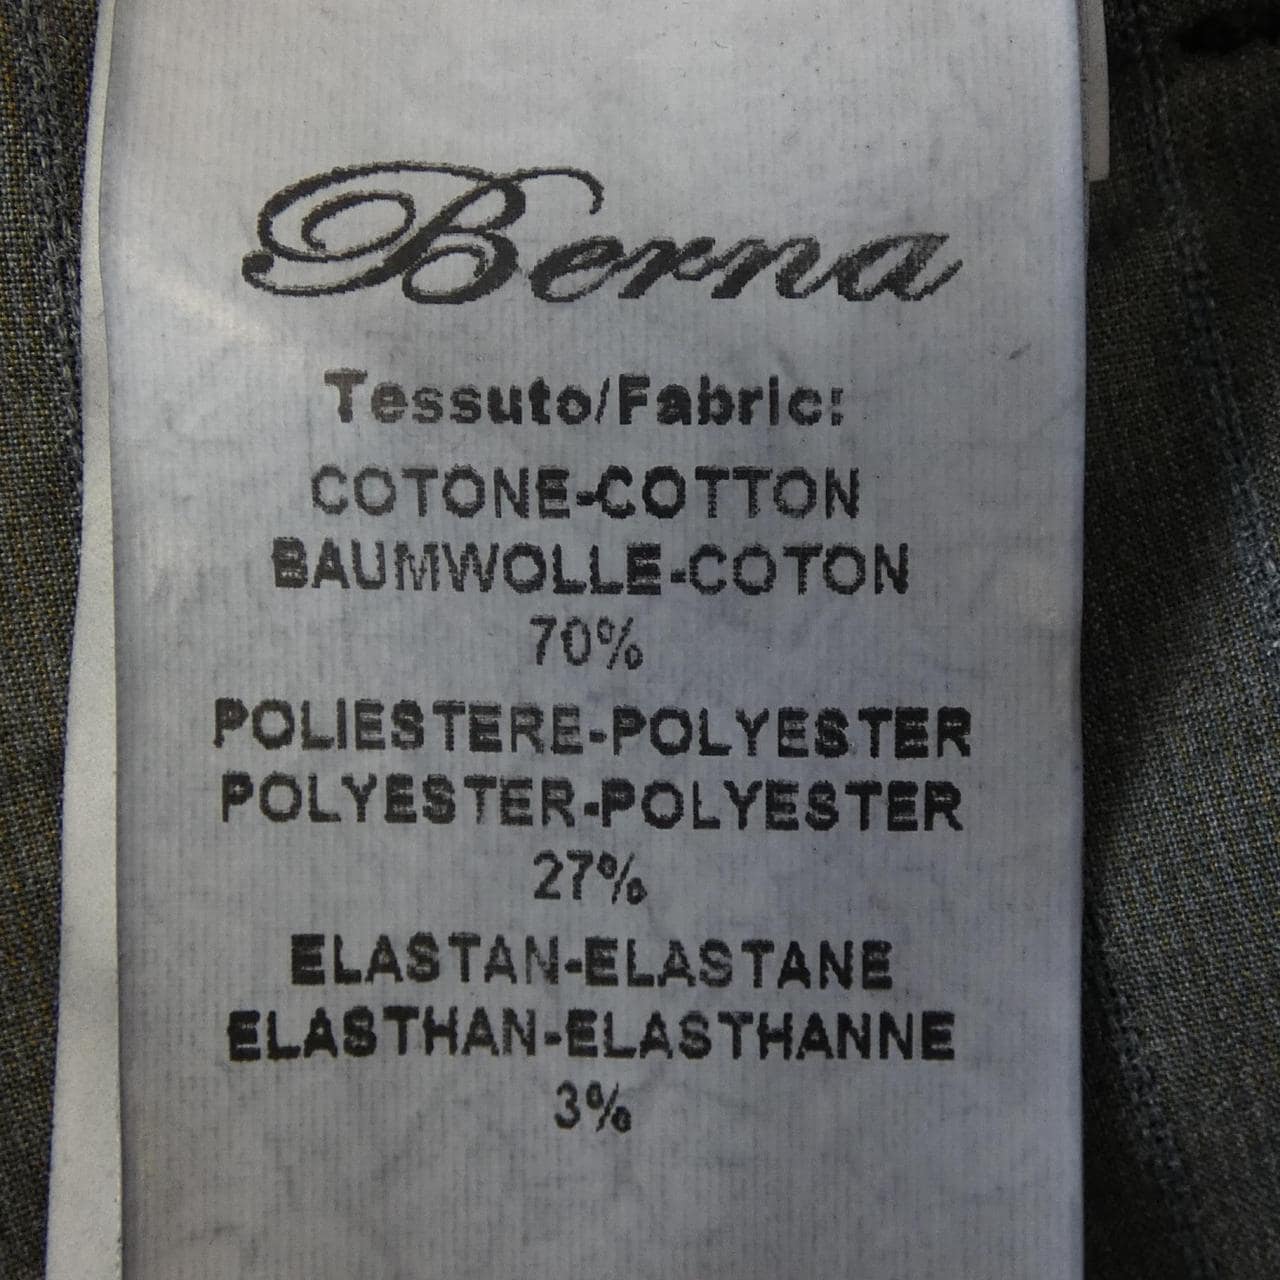 Berna
Tessuto/Fabric:
COTONE-COTTON
BAUMWOLLE-COTON
70%
POLIESTERE-POLYESTER
POLYESTER-POLYESTER
27%
ELASTAN-ELASTANE
ELASTHAN-ELASTHANNE
3%